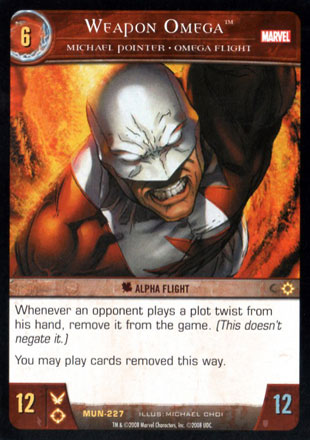 6
Weapon Omega™
Michael Pointer • Omega Flight
MARVEL
ALPHA FLIGHT
C
Whenever an opponent plays a plot twist from
his hand, remove it from the game. (This doesn't
negate it.)
You may play cards removed this way.
12
MUN-227 ILLUS: MICHAEL CHOI
TM & ©2008 Marvel Characters, Inc. ©2008 UDC.
12